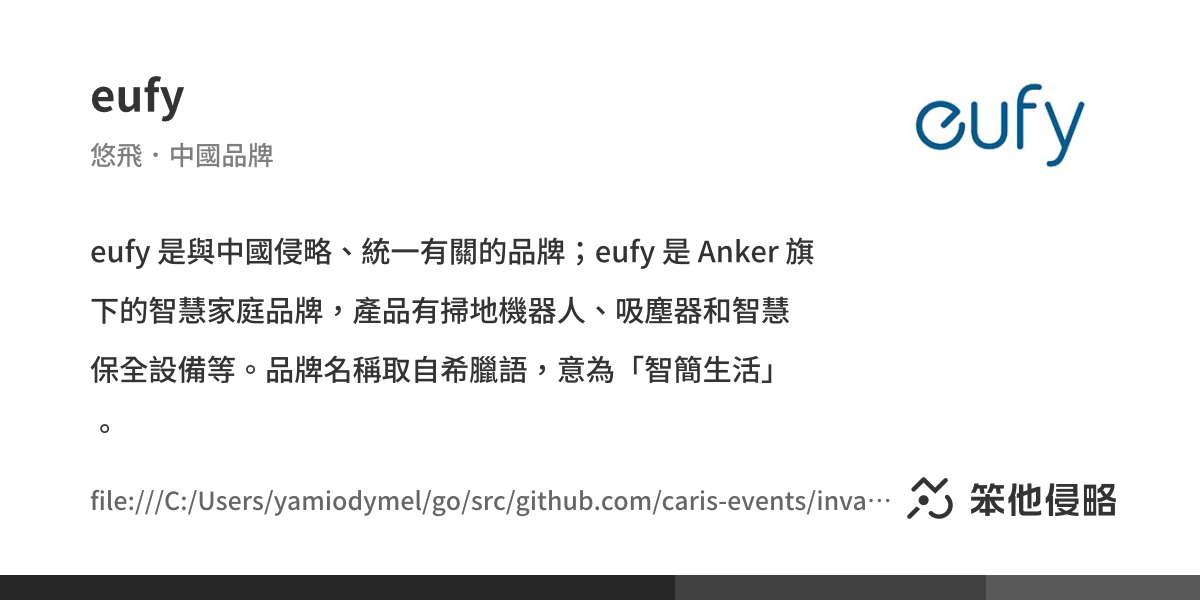 eufy
eufy
悠飛・中國品牌
eufy 是與中國侵略、統一有關的品牌；eufy 是 Anker 旗
下的智慧家庭品牌，產品有掃地機器人、吸塵器和智慧
保全設備等。品牌名稱取自希臘語，意為「智簡生活」
。
file:///C:/Users/yamiodymel/go/src/github.com/caris-events/inva…
笨他侵略